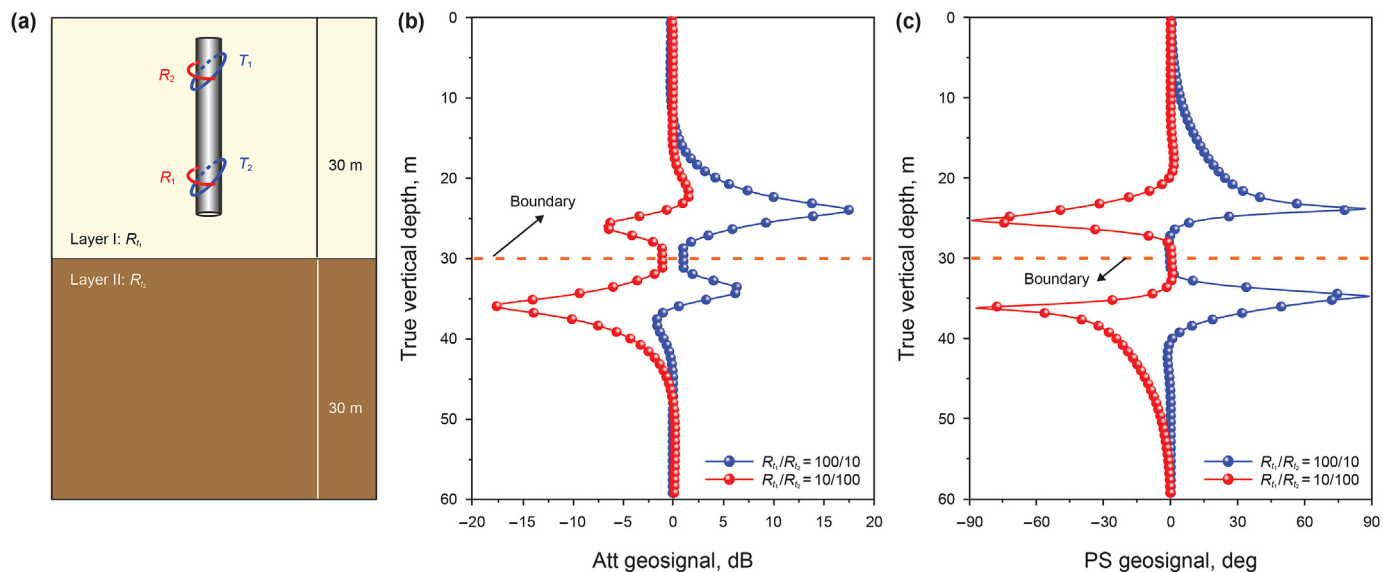 (a)
R₂
T₁
R₁
T₂
30 m
Layer I: Rₜ₁
Layer II: Rₜ₂
30 m
(b)
0
10
20
30
40
50
60
True vertical depth, m
Boundary
Rₜ₁/Rₜ₂ = 100/10
Rₜ₁/Rₜ₂ = 10/100
–20
–15
–10
–5
0
5
10
15
20
Att geosignal, dB
(c)
0
10
20
30
40
50
60
True vertical depth, m
Boundary
Rₜ₁/Rₜ₂ = 100/10
Rₜ₁/Rₜ₂ = 10/100
–90
–60
–30
0
30
60
90
PS geosignal, deg